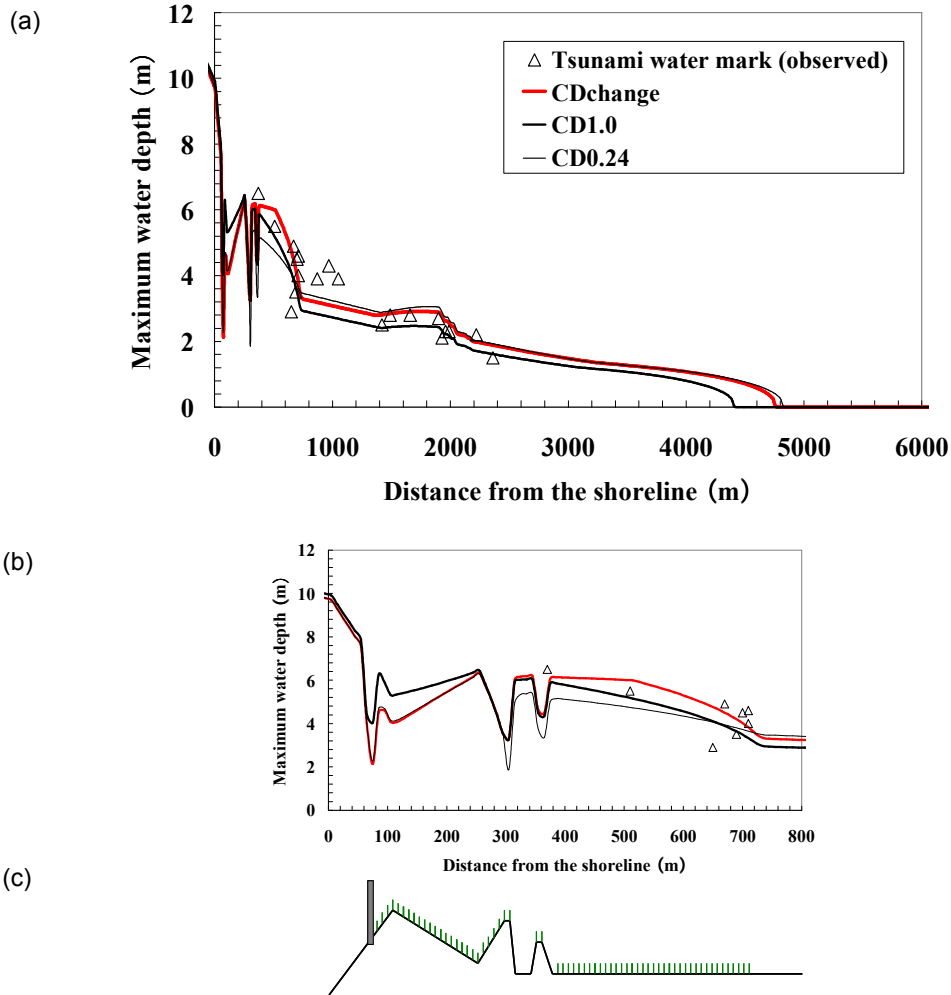 (a)
12
10
8
6
4
2
0
Maximum water depth (m)
Tsunami water mark (observed)
CDchange
CD1.0
CD0.24
0 1000 2000 3000 4000 5000 6000
Distance from the shoreline (m)
(b)
12
10
8
6
4
2
0
Maximum water depth (m)
0 100 200 300 400 500 600 700 800
Distance from the shoreline (m)
(c)